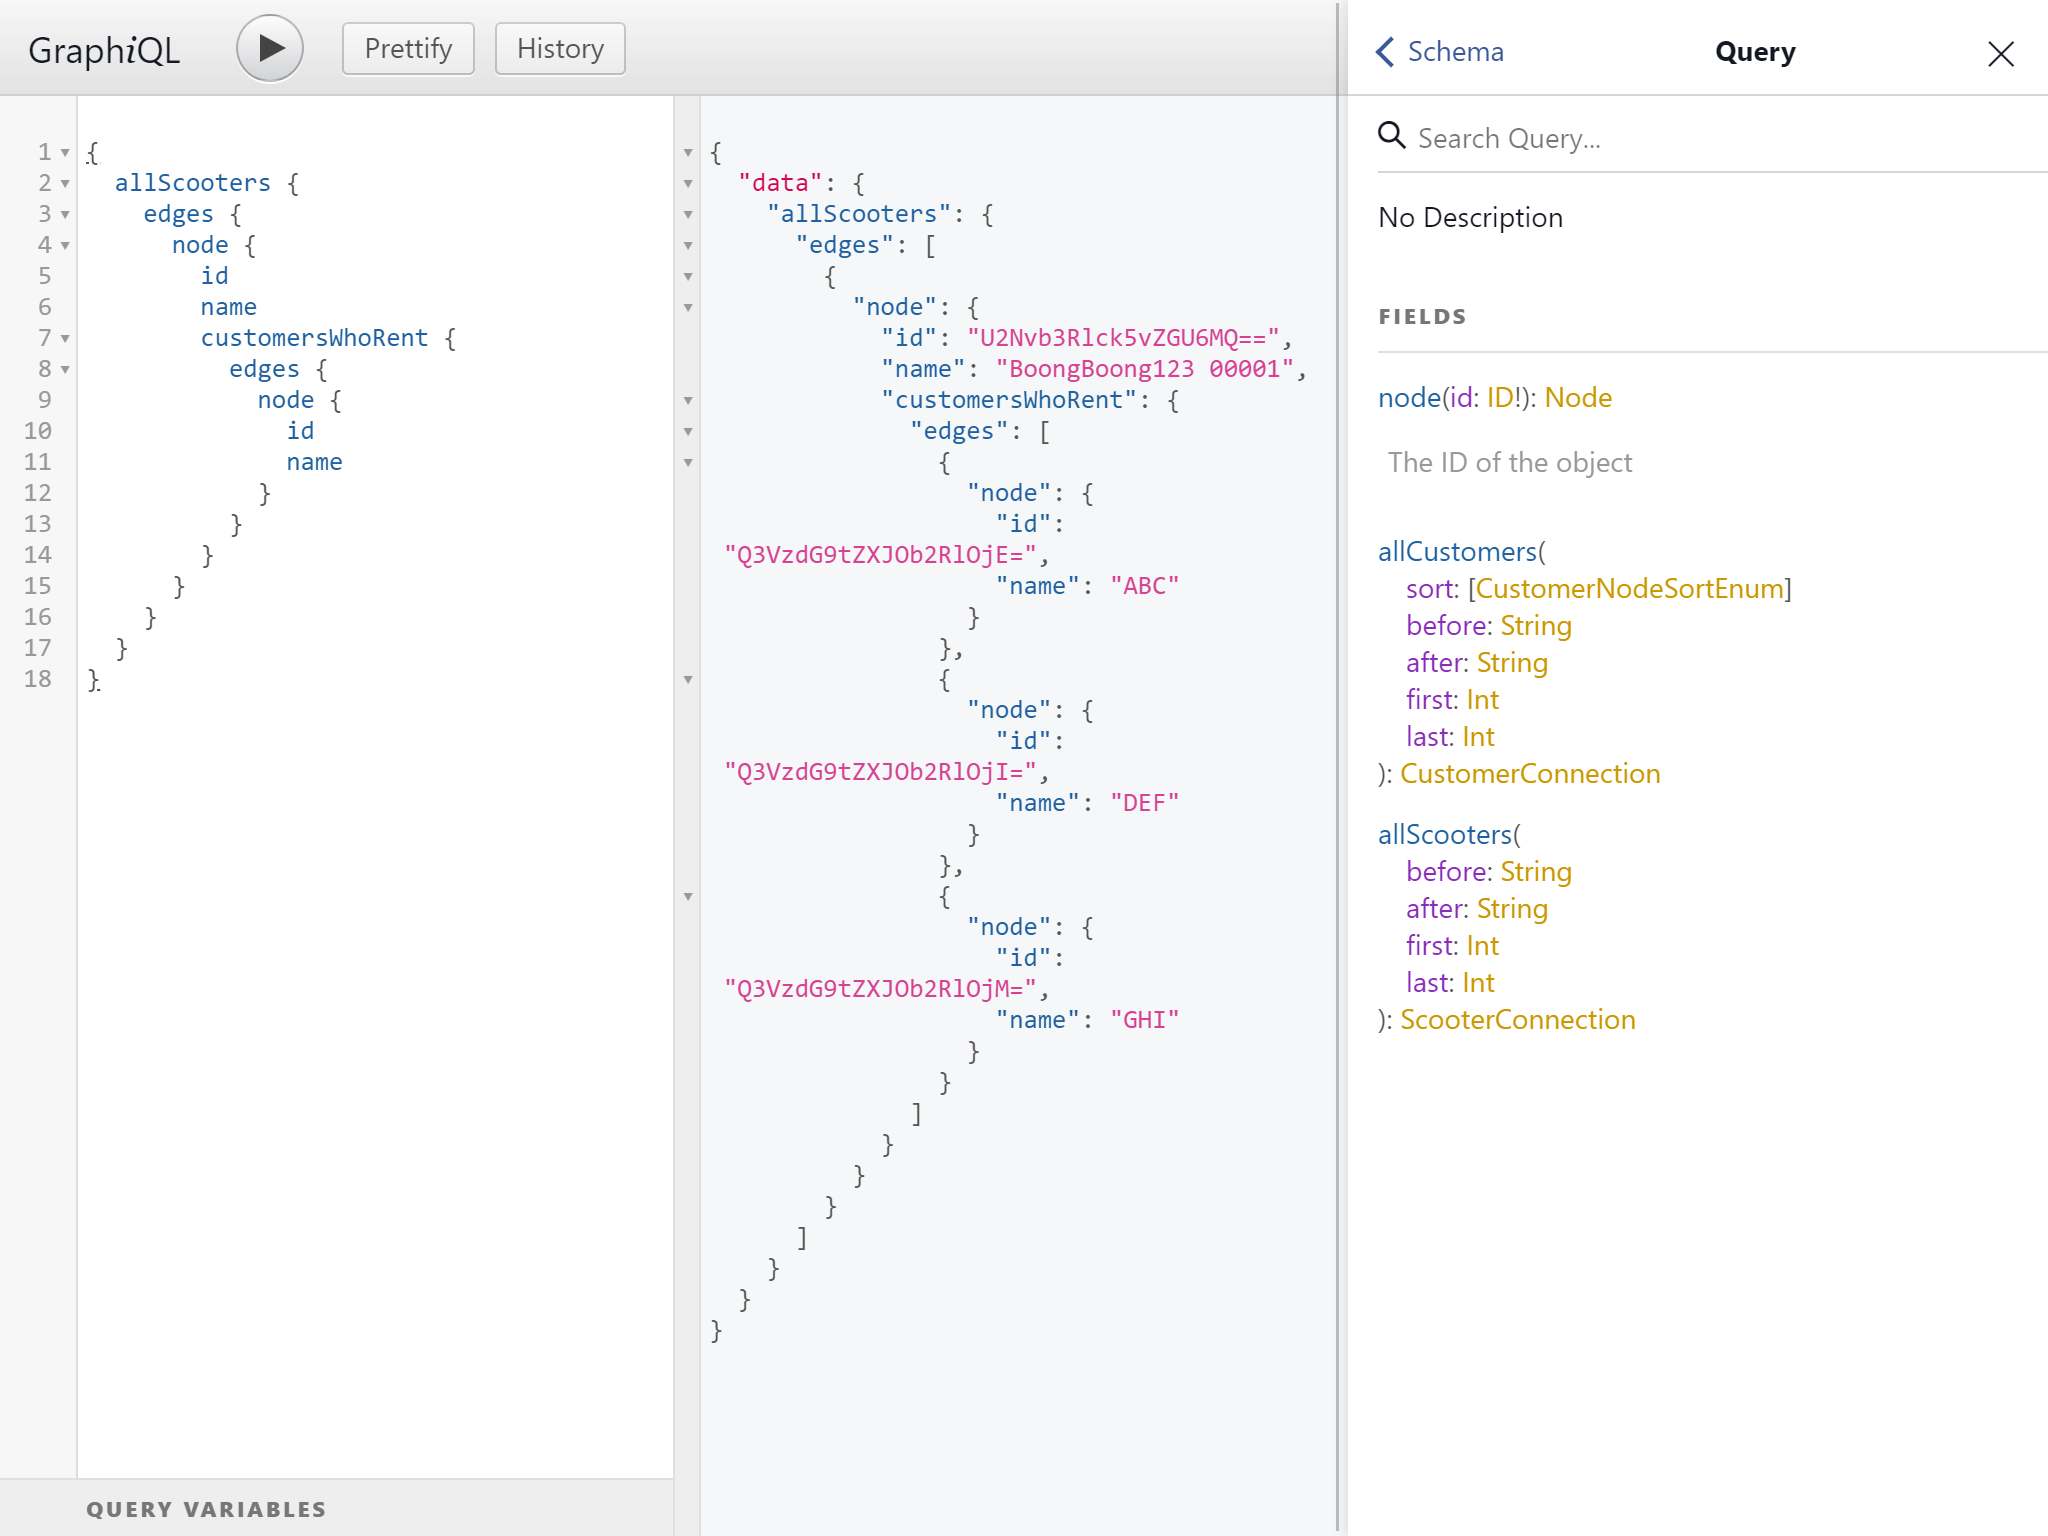 GraphiQL
Prettify
History
1 {
2 allScooters {
3 edges {
4 node {
5 id
6 name
7 customersWhoRent {
8 edges {
9 node {
10 id
11 name
12 }
13 }
14 }
15 }
16 }
17 }
18 }
QUERY VARIABLES
{
"data": {
"allScooters": {
"edges": [
{
"node": {
"id": "U2Nvb3Rlck5vZGU6MQ==",
"name": "BoongBoong123 00001",
"customersWhoRent": {
"edges": [
{
"node": {
"id":
"Q3VzdG9tZXJOb2RlOjE=",
"name": "ABC"
}
},
{
"node": {
"id":
"Q3VzdG9tZXJOb2RlOjI=",
"name": "DEF"
}
},
{
"node": {
"id":
"Q3VzdG9tZXJOb2RlOjM=",
"name": "GHI"
}
}
]
}
}
}
]
}
}
}
Schema
Query
Search Query...
No Description
FIELDS
node(id: ID!): Node
The ID of the object
allCustomers(
sort: [CustomerNodeSortEnum]
before: String
after: String
first: Int
last: Int
): CustomerConnection
allScooters(
before: String
after: String
first: Int
last: Int
): ScooterConnection